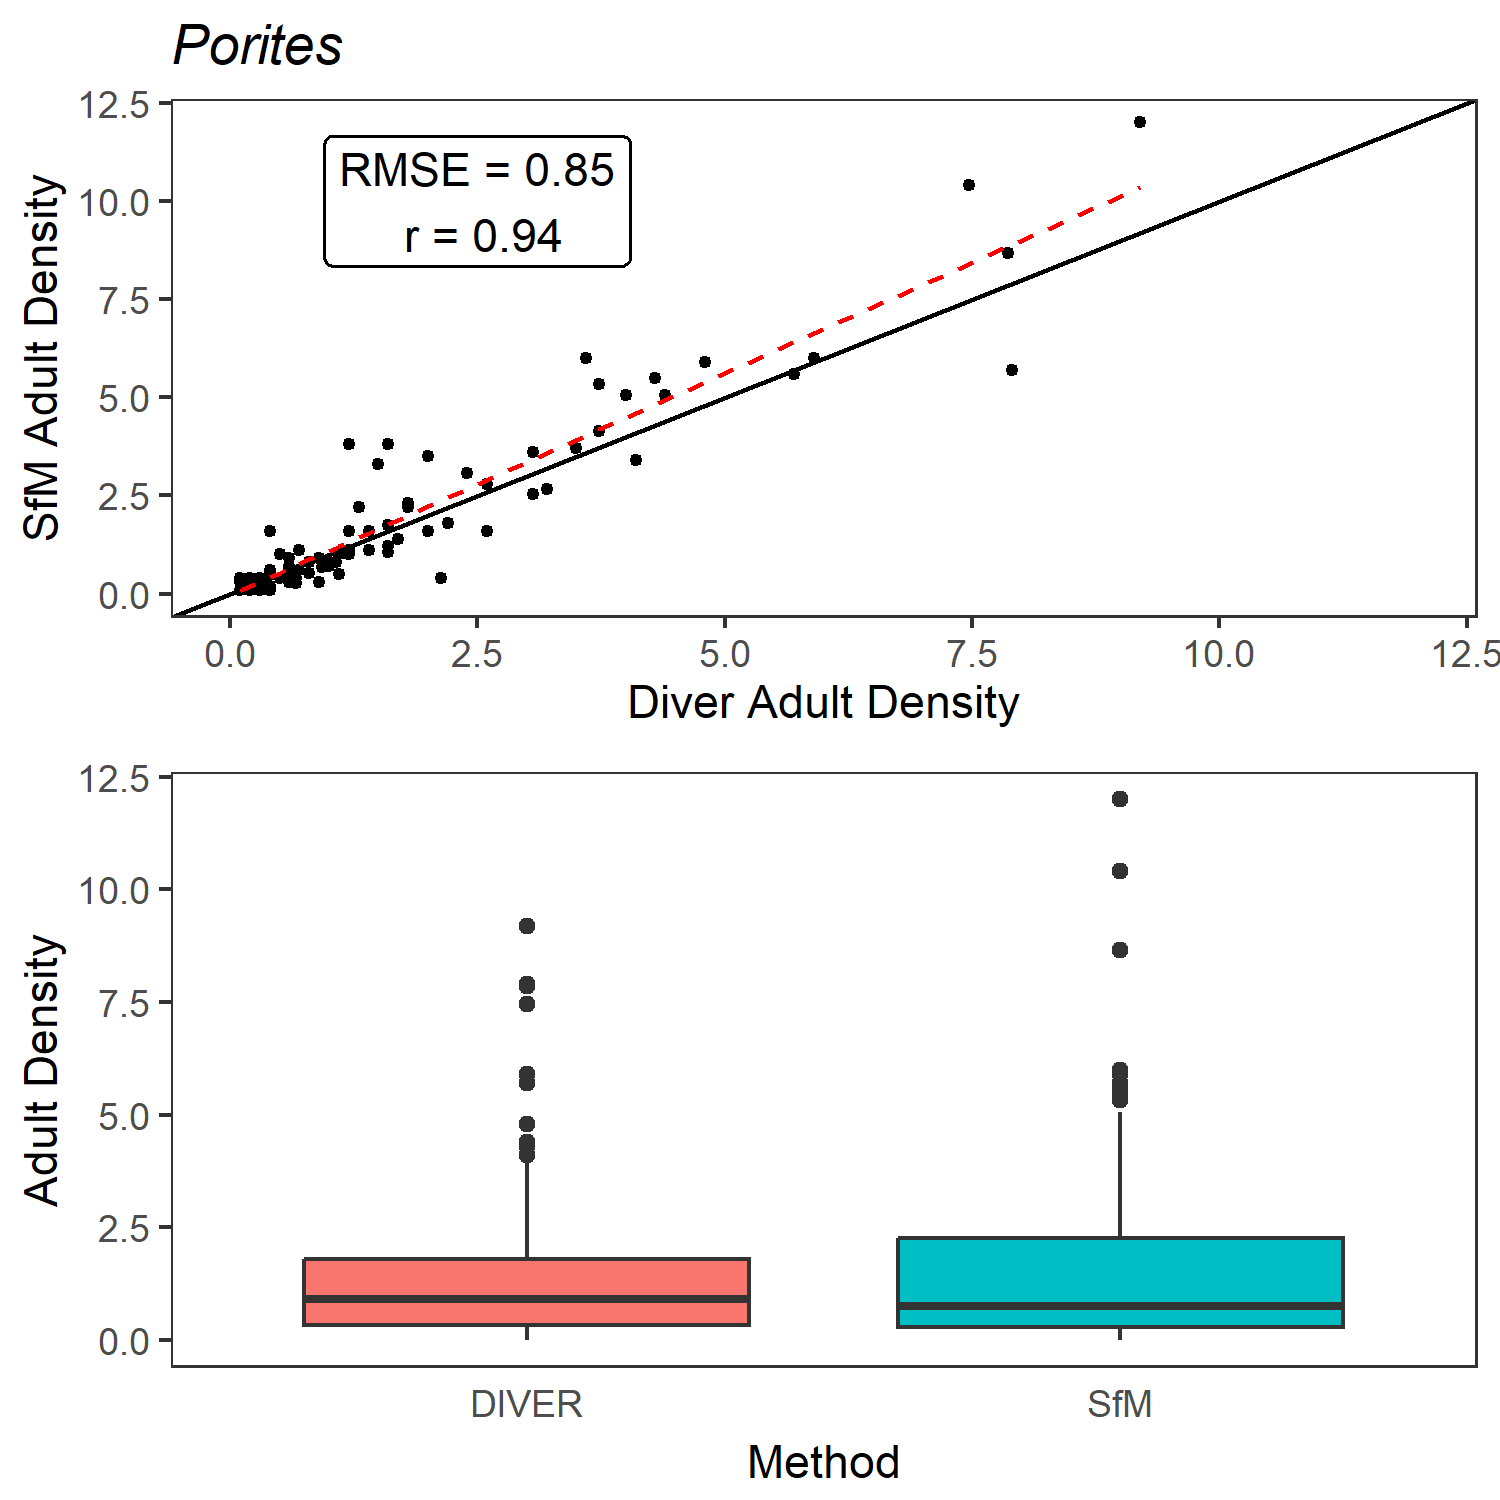 Porites
12.5
10.0
7.5
5.0
2.5
0.0
SfM Adult Density
RMSE = 0.85
r = 0.94
0.0 2.5 5.0 7.5 10.0 12.5
Diver Adult Density
12.5
10.0
7.5
5.0
2.5
0.0
Adult Density
DIVER SfM
Method